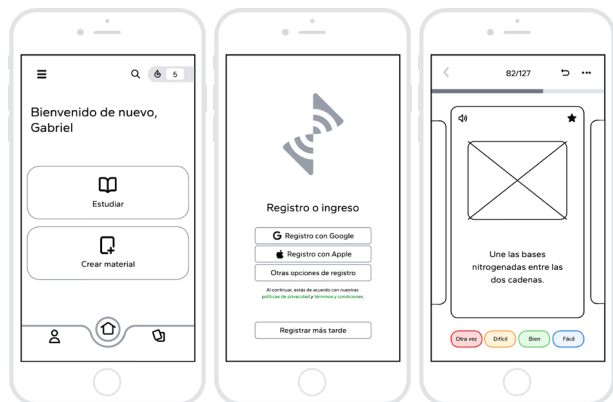 5
Bienvenido de nuevo,
Gabriel
Estudiar
Crear material
Registro o ingreso
Registro con Google
Registro con Apple
Otras opciones de registro
Al continuar, estás de acuerdo con nuestras
políticas de privacidad y términos y condiciones
Registrar más tarde
82/127
Une las bases
nitrogenadas entre las
dos cadenas.
Otra vez
Difícil
Bien
Fácil